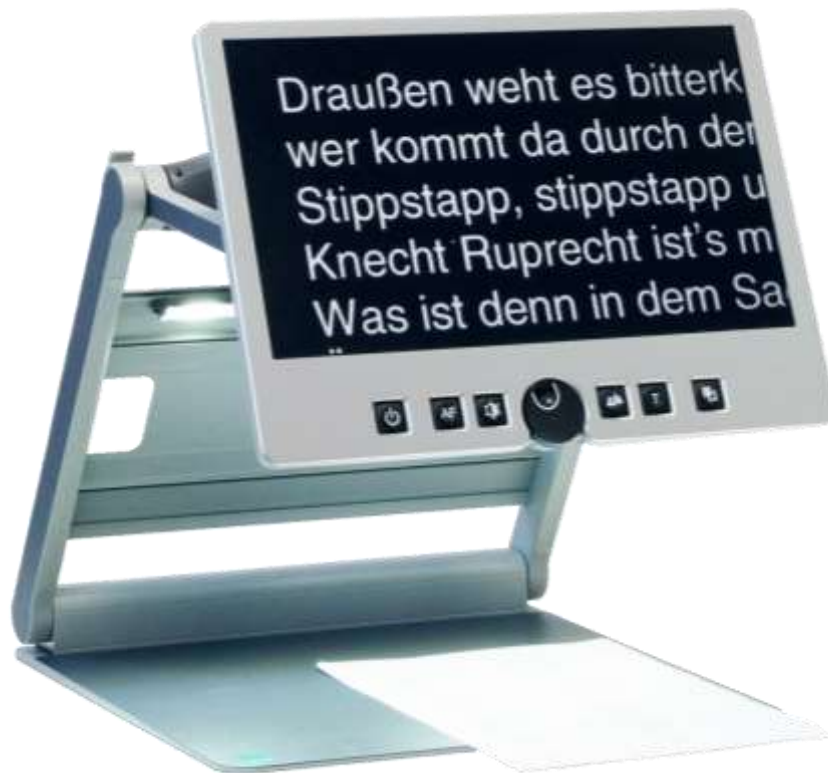 Draußen weht es bitterk
wer kommt da durch den
Stippstapp, stippstapp u
Knecht Ruprecht ist's m
Was ist denn in dem Sa
AF
T